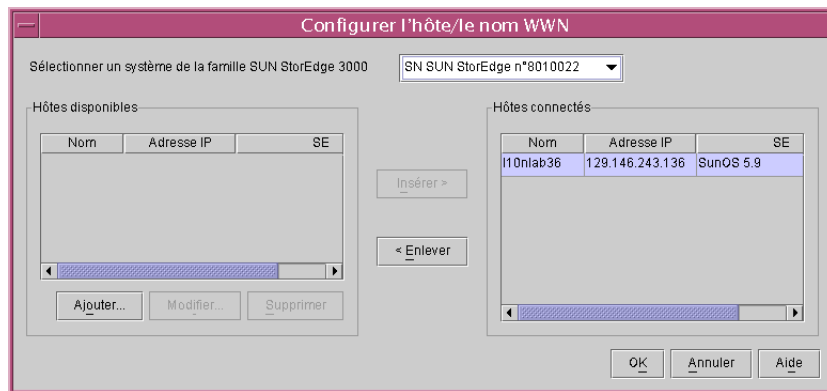 Configurer l'hôte/le nom WWN
Sélectionner un système de la famille SUN StorEdge 3000
SN SUN StorEdge n°8010022
Hôtes disponibles
Nom Adresse IP SE
Ajouter... Modifier... Supprimer
Insérer >
< Enlever
Hôtes connectés
Nom Adresse IP SE
l10nlab36 129.146.243.136 SunOS 5.9
OK Annuler Aide